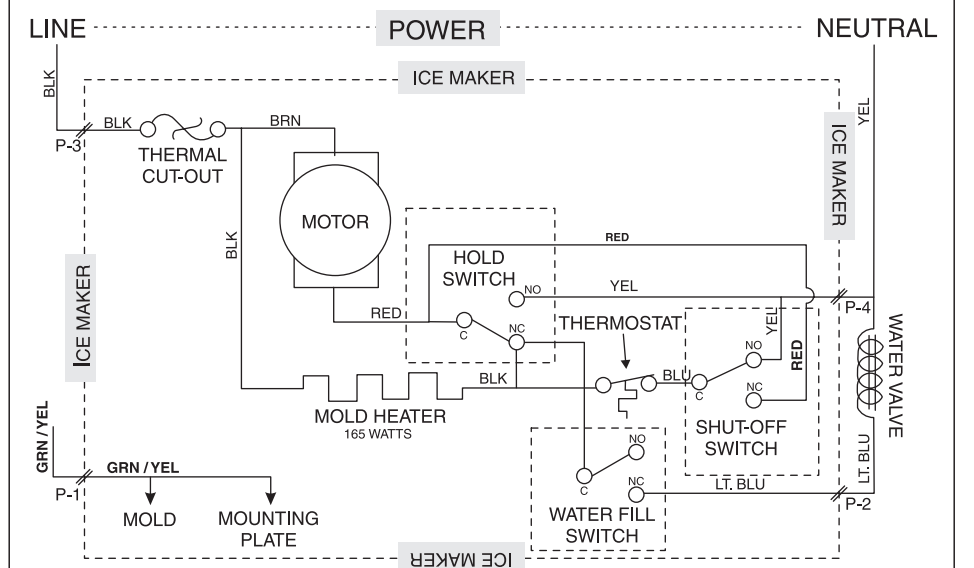 LINE
POWER
NEUTRAL
BLK
ICE MAKER
YEL
P-3
BLK
THERMAL
CUT-OUT
BRN
ICE MAKER
MOTOR
BLK
HOLD
SWITCH
RED
ICE MAKER
NO
YEL
P-4
RED
C
NC
THERMOSTAT
YEL
RED
WATER VALVE
NO
BLK
BLU
C
NC
MOLD HEATER
165 WATTS
SHUT-OFF
SWITCH
GRN / YEL
GRN / YEL
P-1
MOLD
MOUNTING
PLATE
NO
C
NC
LT. BLU
LT. BLU
P-2
WATER FILL
SWITCH
ICE MAKER